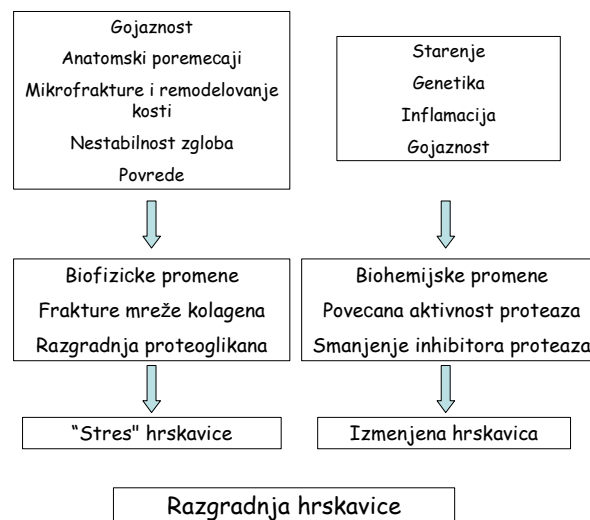 Gojaznost
Anatomski poremecaji
Mikrofrakture i remodelovanje
kosti
Nestabilnost zgloba
Povrede
Starenje
Genetika
Inflamacija
Gojaznost
Biofizicke promene
Frakture mreže kolagena
Razgradnja proteoglikana
Biohemijske promene
Povecana aktivnost proteaza
Smanjenje inhibitora proteaza
“Stres" hrskavice
Izmenjena hrskavica
Razgradnja hrskavice